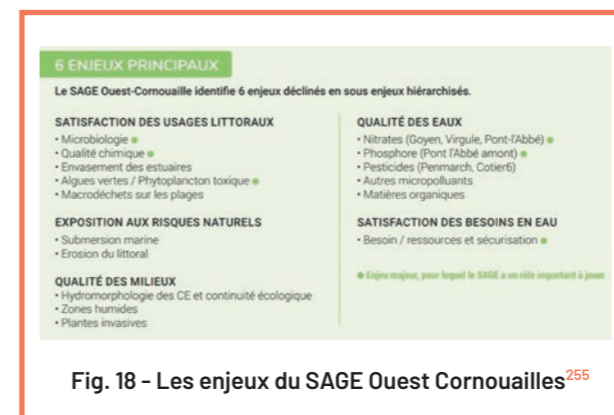 6 ENJEUX PRINCIPAUX
Le SAGE Ouest-Cornouaille identifie 6 enjeux déclinés en sous enjeux hiérarchisés.
SATISFACTION DES USAGES LITTORAUX
• Microbiologie ●
• Qualité chimique ●
• Envasement des estuaires
• Algues vertes / Phytoplancton toxique ●
• Macrodéchets sur les plages
EXPOSITION AUX RISQUES NATURELS
• Submersion marine
• Erosion du littoral
QUALITÉ DES MILIEUX
• Hydromorphologie des CE et continuité écologique
• Zones humides
• Plantes invasives
QUALITÉ DES EAUX
• Nitrates (Goyen, Virgule, Pont-l'Abbé) ●
• Phosphore (Pont l'Abbé amont) ●
• Pesticides (Penmarch, Cotier6)
• Autres micropolluants
• Matières organiques
SATISFACTION DES BESOINS EN EAU
• Besoin / ressources et sécurisation ●
● Enjeu majeur, pour lequel le SAGE a un rôle important à jouer
Fig. 18 - Les enjeux du SAGE Ouest Cornouailles255